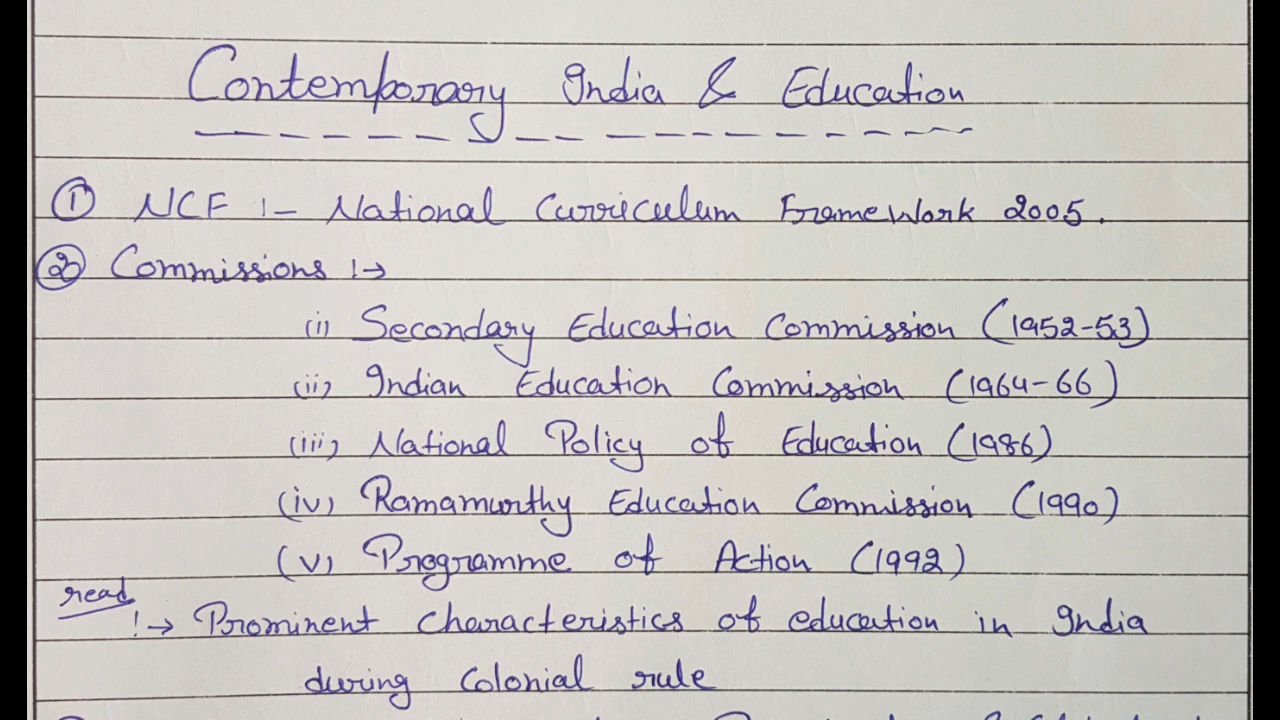 Contemporary India & Education
① NCF :- National Curriculum Framework 2005.
② Commissions :→
(i) Secondary Education Commission (1952-53)
(ii) Indian Education Commission (1964-66)
(iii) National Policy of Education (1986)
(iv) Ramamurthy Education Commission (1990)
(v) Programme of Action (1992)
read
:→ Prominent characteristics of education in India
during colonial rule